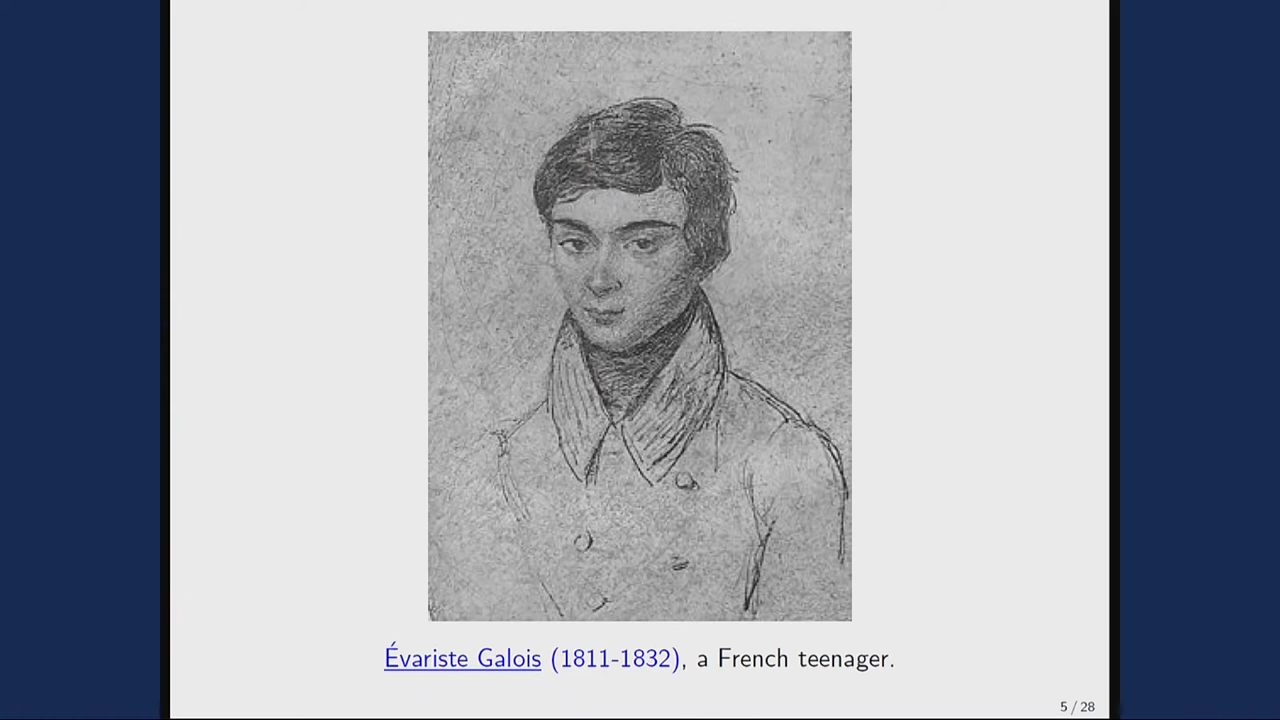 Évariste Galois (1811-1832), a French teenager.
5 / 28